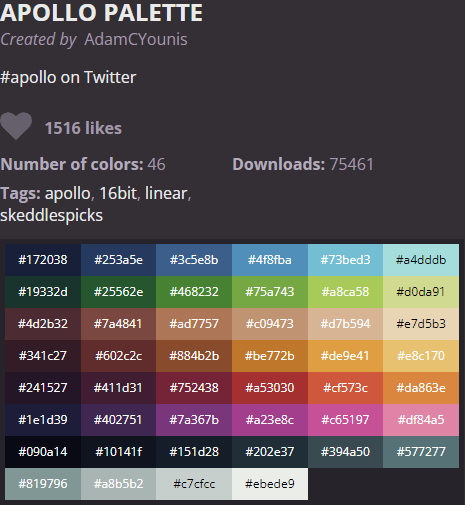 APOLLO PALETTE
Created by AdamCYounis
#apollo on Twitter
1516 likes
Number of colors: 46 Downloads: 75461
Tags: apollo, 16bit, linear,
skeddlespicks
#172038 #253a5e #3c5e8b #4f8fba #73bed3 #a4dddb
#19332d #25562e #468232 #75a743 #a8ca58 #d0da91
#4d2b32 #7a4841 #ad7757 #c09473 #d7b594 #e7d5b3
#341c27 #602c2c #884b2b #be772b #de9e41 #e8c170
#241527 #411d31 #752438 #a53030 #cf573c #da863e
#1e1d39 #402751 #7a367b #a23e8c #c65197 #df84a5
#090a14 #10141f #151d28 #202e37 #394a50 #577277
#819796 #a8b5b2 #c7cfcc #ebede9